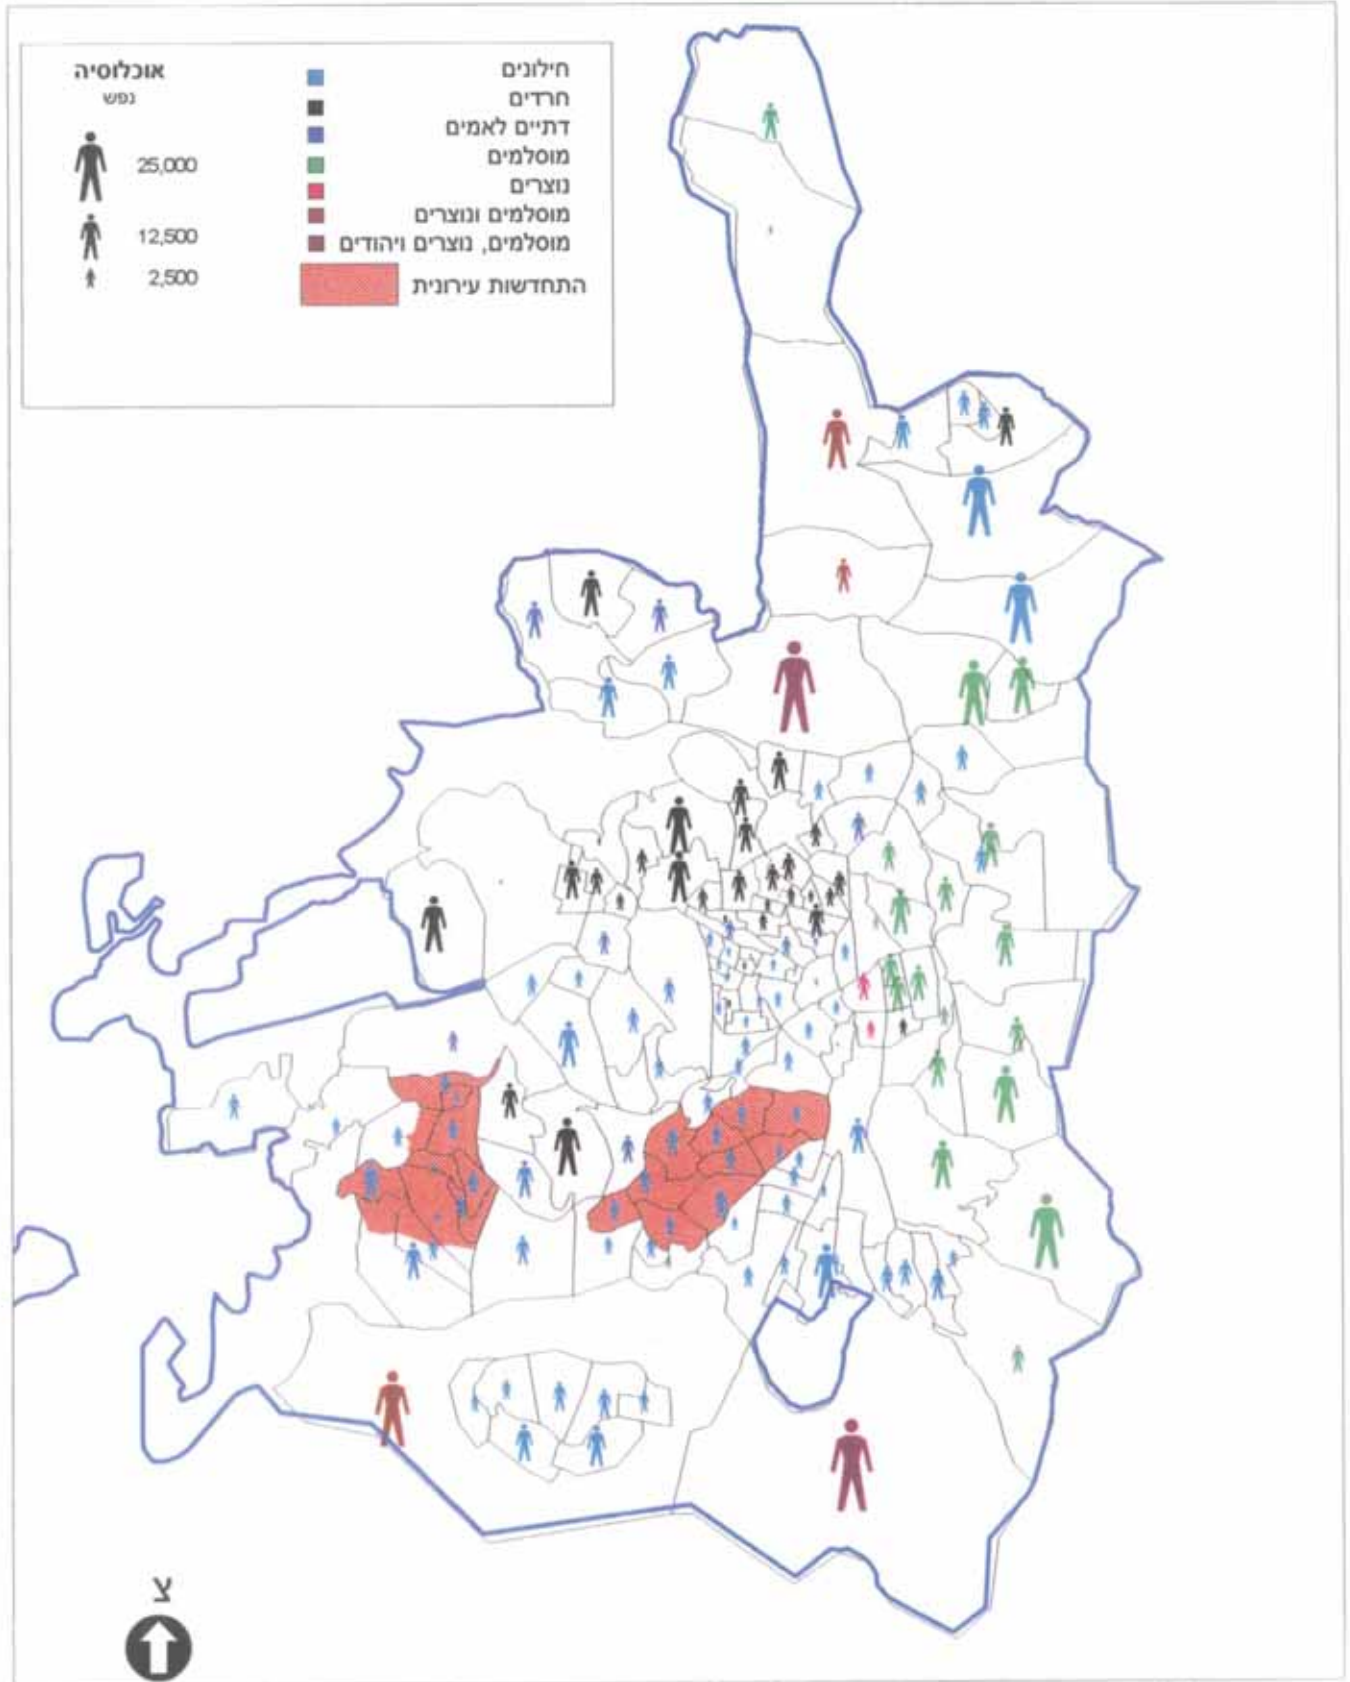 אוכלוסיה
נפש
25,000
12,500
2,500
חילונים
חרדים
דתיים לאמים
מוסלמים
נוצרים
מוסלמים ונוצרים
מוסלמים, נוצרים ויהודים
התחדשות עירונית
צ